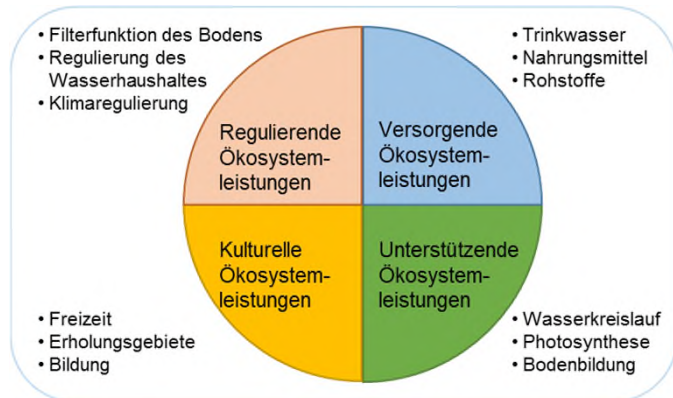 • Filterfunktion des Bodens
• Regulierung des
Wasserhaushaltes
• Klimaregulierung
• Trinkwasser
• Nahrungsmittel
• Rohstoffe
Regulierende
Ökosystem-
leistungen
Versorgende
Ökosystem-
leistungen
Kulturelle
Ökosystem-
leistungen
Unterstützende
Ökosystem-
leistungen
• Freizeit
• Erholungsgebiete
• Bildung
• Wasserkreislauf
• Photosynthese
• Bodenbildung